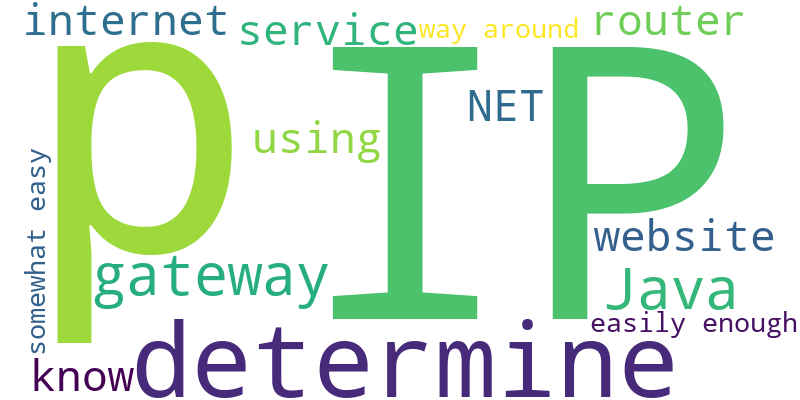 internet
service
way around
router
p
IP
NET
using
somewhat easy
website
gateway
Java
easily enough
determine
know